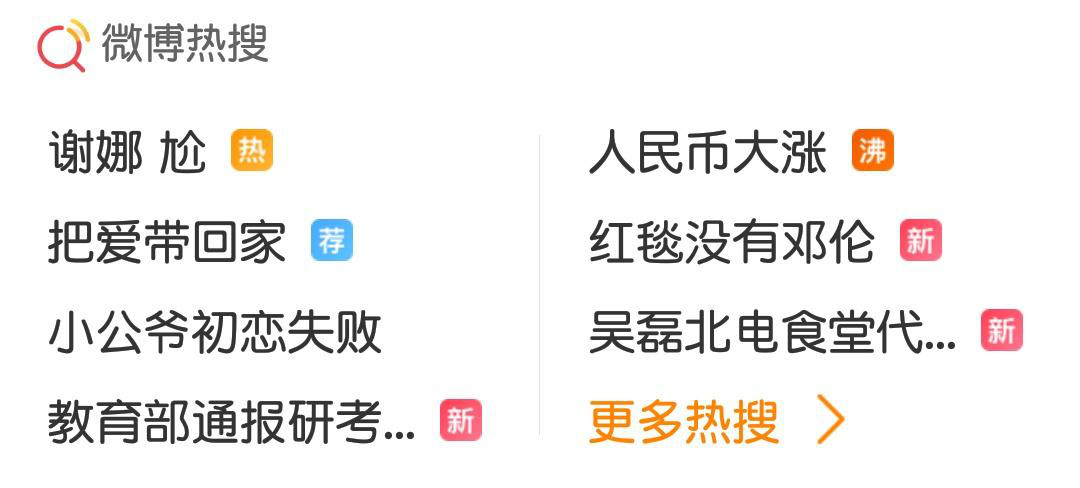 微博热搜
谢娜 尬 热
人民币大涨 沸
把爱带回家 荐
红毯没有邓伦 新
小公爷初恋失败
吴磊北电食堂代... 新
教育部通报研考... 新
更多热搜